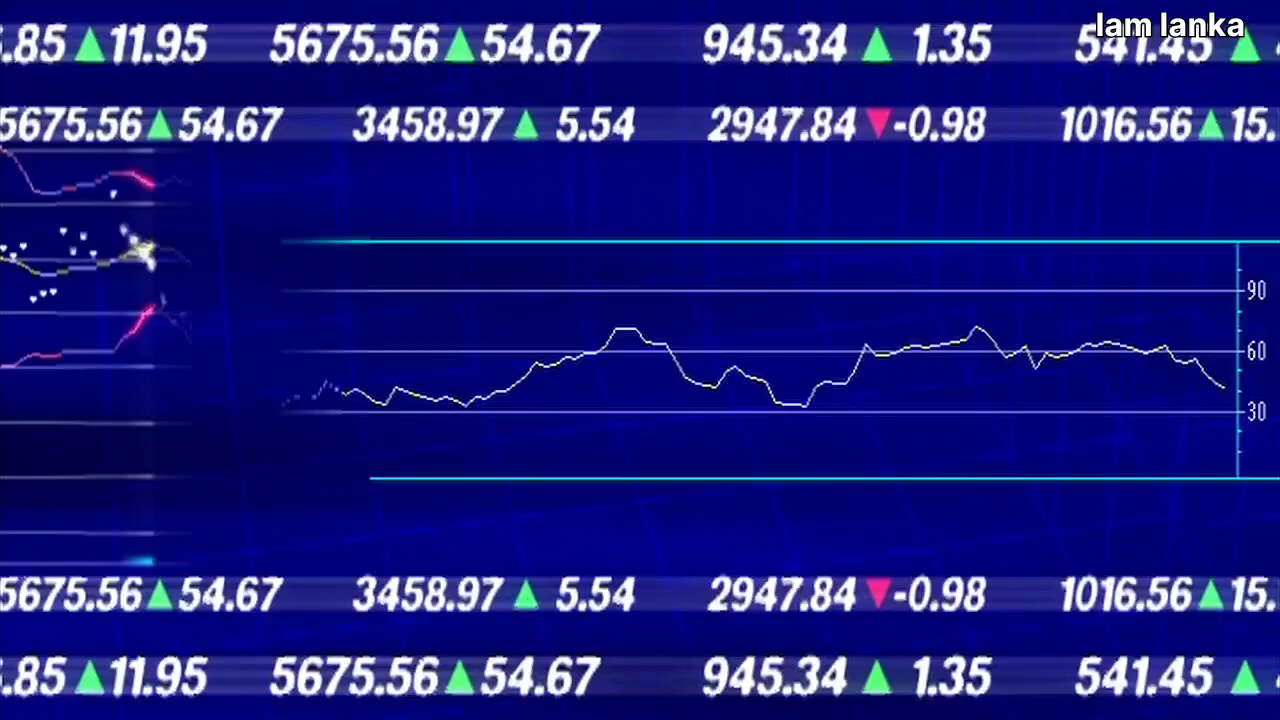 Iam lanka
.85 ▲ 11.95 5675.56 ▲ 54.67 945.34 ▲ 1.35 541.45 ▲
5675.56 ▲ 54.67 3458.97 ▲ 5.54 2947.84 ▼ -0.98 1016.56 ▲ 15.
90
60
30
5675.56 ▲ 54.67 3458.97 ▲ 5.54 2947.84 ▼ -0.98 1016.56 ▲ 15.
.85 ▲ 11.95 5675.56 ▲ 54.67 945.34 ▲ 1.35 541.45 ▲